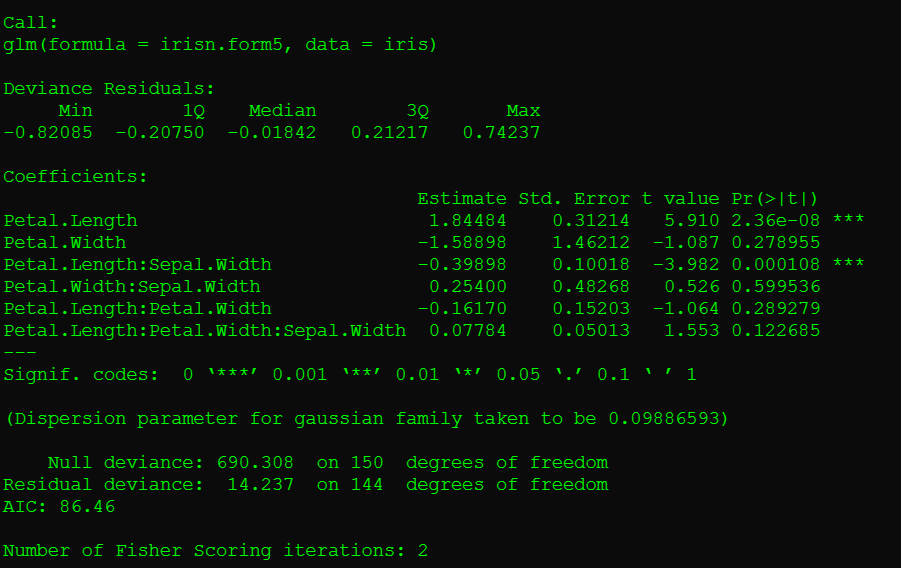 Call:
glm(formula = irisn.form5, data = iris)

Deviance Residuals:
     Min        1Q    Median        3Q       Max
-0.82085  -0.20750  -0.01842   0.21217   0.74237

Coefficients:
                                     Estimate Std. Error t value Pr(>|t|)
Petal.Length                          1.84484    0.31214   5.910 2.36e-08 ***
Petal.Width                          -1.58898    1.46212  -1.087 0.278955
Petal.Length:Sepal.Width             -0.39898    0.10018  -3.982 0.000108 ***
Petal.Width:Sepal.Width               0.25400    0.48268   0.526 0.599536
Petal.Length:Petal.Width             -0.16170    0.15203  -1.064 0.289279
Petal.Length:Petal.Width:Sepal.Width  0.07784    0.05013   1.553 0.122685
---
Signif. codes:  0 ‘***’ 0.001 ‘**’ 0.01 ‘*’ 0.05 ‘.’ 0.1 ‘ ’ 1

(Dispersion parameter for gaussian family taken to be 0.09886593)

    Null deviance: 690.308  on 150  degrees of freedom
Residual deviance:  14.237  on 144  degrees of freedom
AIC: 86.46

Number of Fisher Scoring iterations: 2